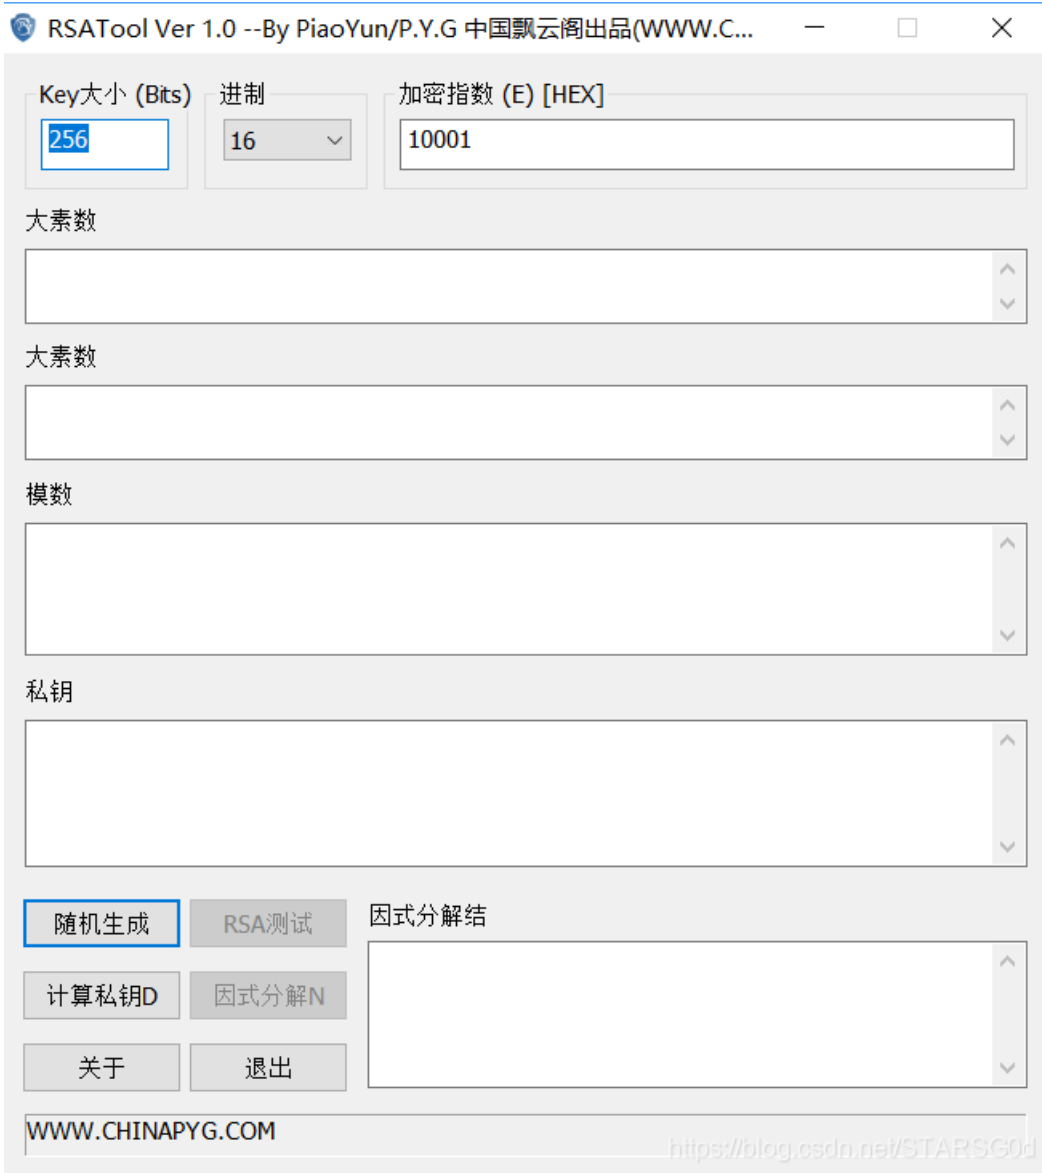 RSATool Ver 1.0 --By PiaoYun/P.Y.G 中国飘云阁出品(WWW.C...
Key大小 (Bits) 进制 加密指数 (E) [HEX]
256 16 10001
大素数
大素数
模数
私钥
随机生成 RSA测试 因式分解结
计算私钥D 因式分解N
关于 退出
WWW.CHINAPYG.COM
https://blog.csdn.net/STARSG0d